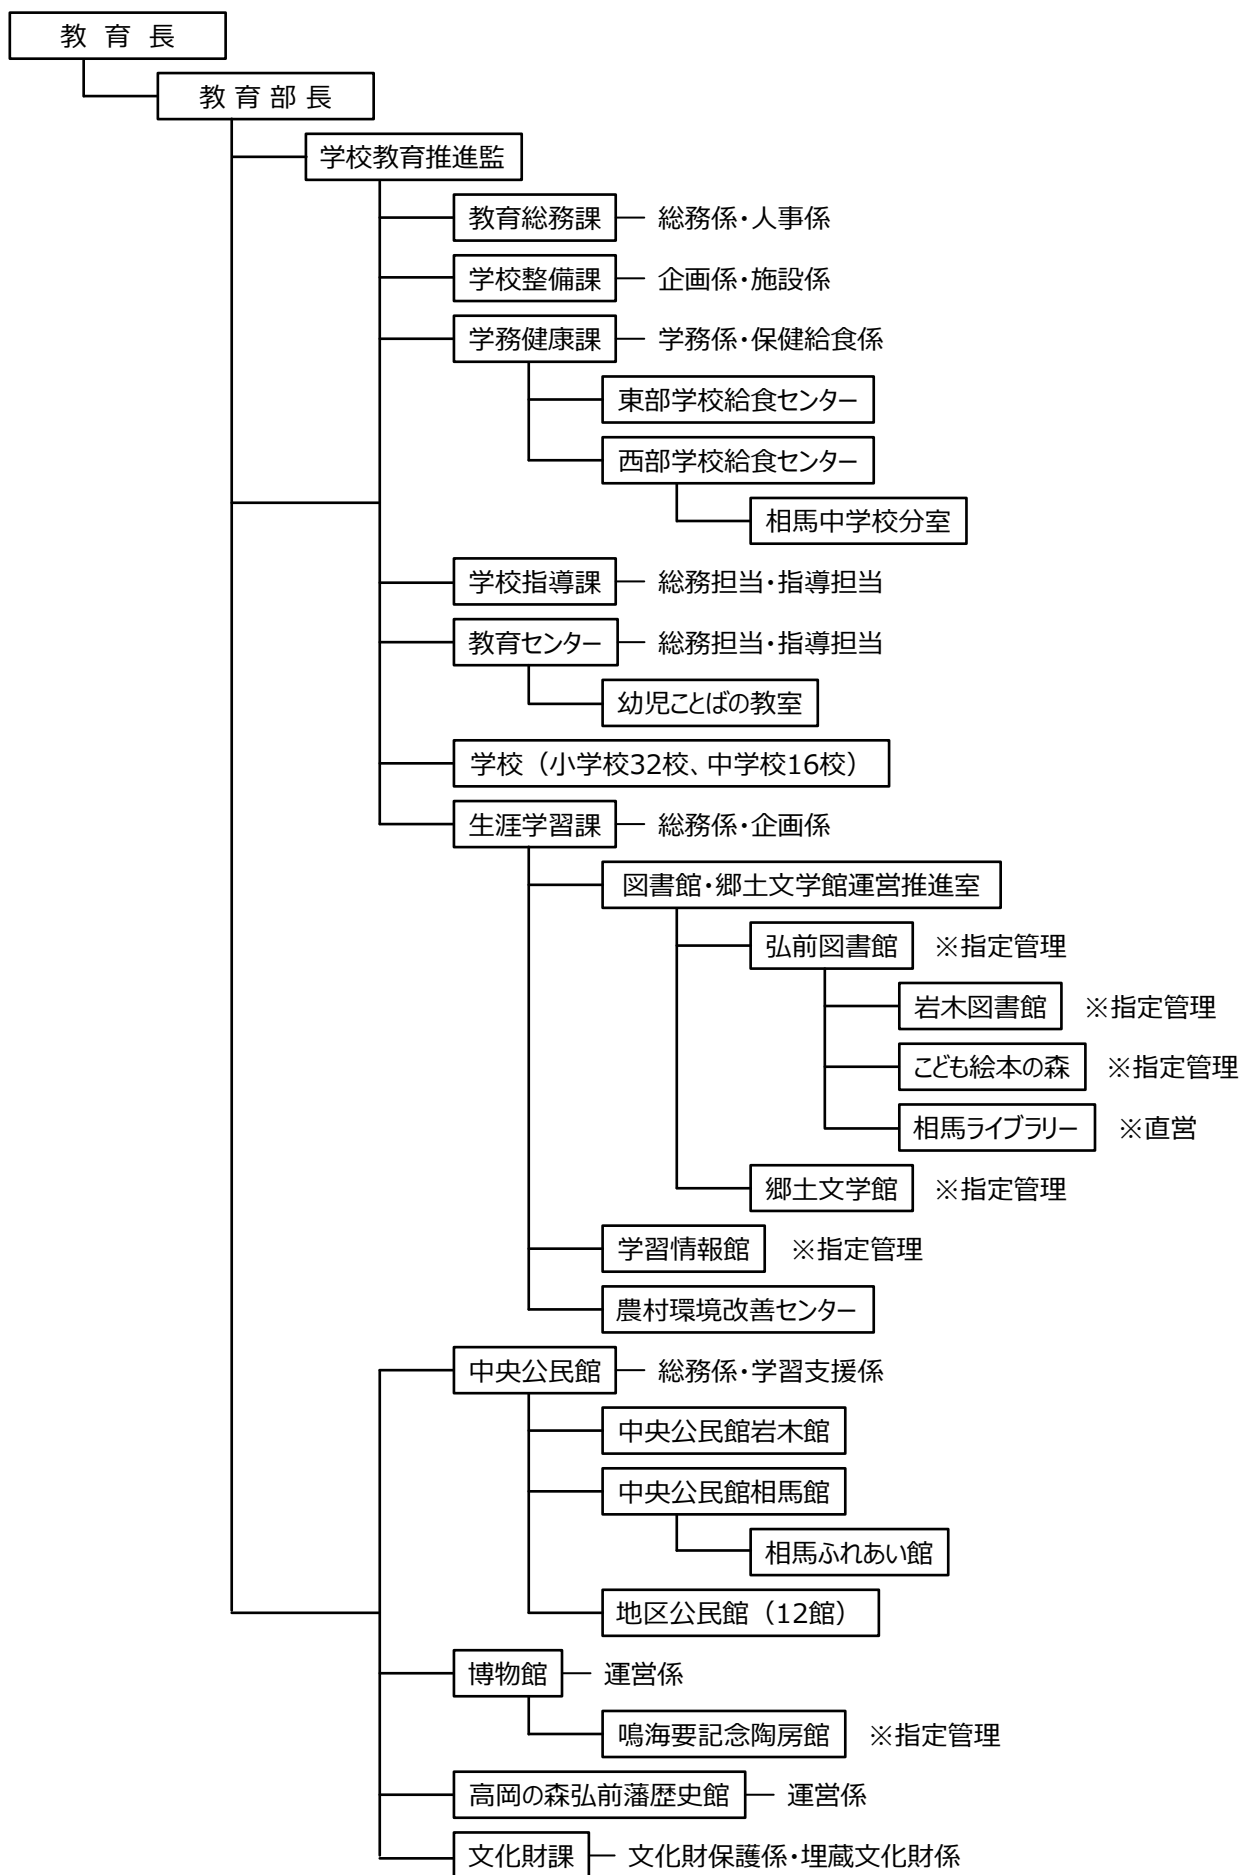 教 育 長
教 育 部 長
学校教育推進監
教育総務課 総務係・人事係
学校整備課 企画係・施設係
学務健康課 学務係・保健給食係
東部学校給食センター
西部学校給食センター
相馬中学校分室
学校指導課 総務担当・指導担当
教育センター 総務担当・指導担当
幼児ことばの教室
学校（小学校32校、中学校16校）
生涯学習課 総務係・企画係
図書館・郷土文学館運営推進室
弘前図書館 ※指定管理
岩木図書館 ※指定管理
こども絵本の森 ※指定管理
相馬ライブラリー ※直営
郷土文学館 ※指定管理
学習情報館 ※指定管理
農村環境改善センター
中央公民館 総務係・学習支援係
中央公民館岩木館
中央公民館相馬館
相馬ふれあい館
地区公民館（12館）
博物館 運営係
鳴海要記念陶房館 ※指定管理
高岡の森弘前藩歴史館 運営係
文化財課 文化財保護係・埋蔵文化財係